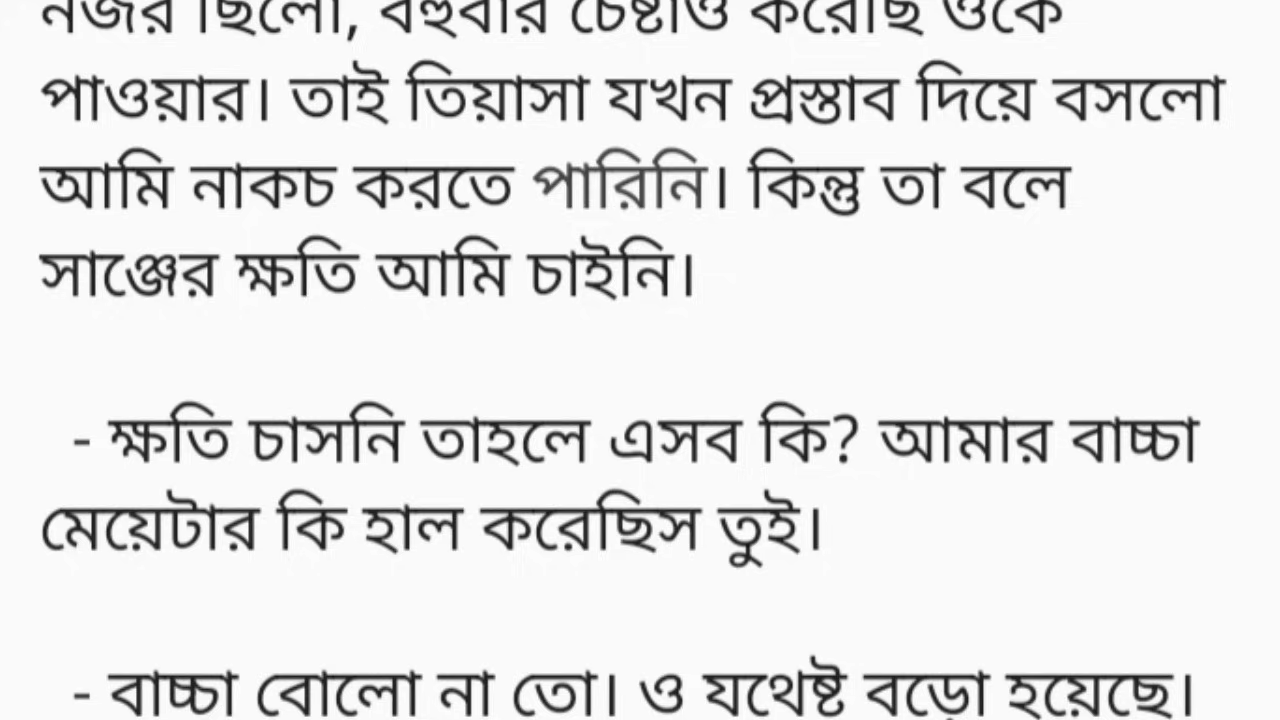 নজর ছিলো, বহুবার চেষ্টাও করেছি ওকে
পাওয়ার। তাই তিয়াসা যখন প্রস্তাব দিয়ে বসলো
আমি নাকচ করতে পারিনি। কিন্তু তা বলে
সাঞ্জের ক্ষতি আমি চাইনি।
- ক্ষতি চাসনি তাহলে এসব কি? আমার বাচ্চা
মেয়েটার কি হাল করেছিস তুই।
- বাচ্চা বোলো না তো। ও যথেষ্ট বড়ো হয়েছে।